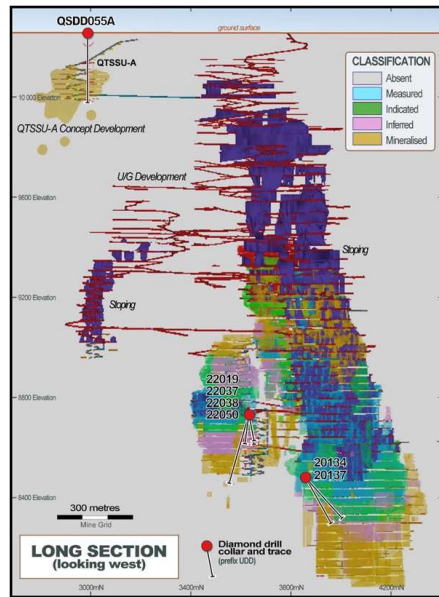 QSDD055A
ground surface
QTSSU-A
CLASSIFICATION
Absent
Measured
Indicated
Inferred
Mineralised
10 000 Elevation
QTSSU-A Concept Development
U/G Development
9600 Elevation
Stoping
9200 Elevation
Stoping
22019
22037
22038
22050
8800 Elevation
20134
20137
8400 Elevation
300 metres
Mine Grid
Diamond drill
collar and trace
(prefix UDD)
LONG SECTION
(looking west)
3000mN
3400mN
3800mN
4200mN